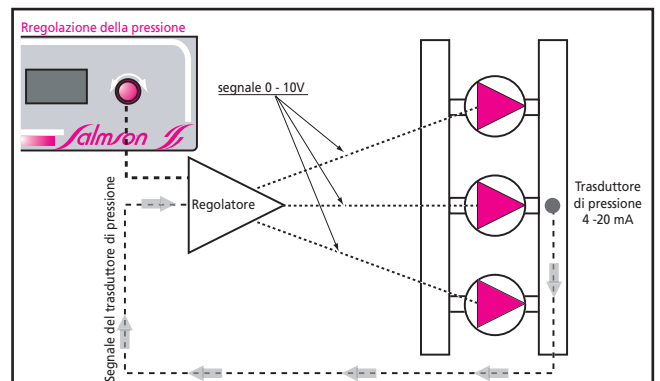 Rregolazione della pressione
Salmson
segnale 0 - 10V
Regolatore
Trasduttore
di pressione
4 -20 mA
Segnale del trasduttore di pressione